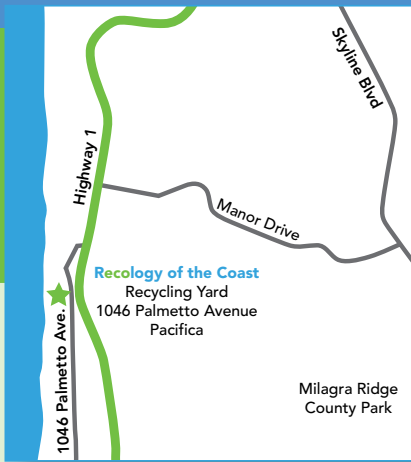 Skyline Blvd
Highway 1
Manor Drive
Recology of the Coast
Recycling Yard
1046 Palmetto Avenue
Pacifica
1046 Palmetto Ave.
Milagra Ridge
County Park